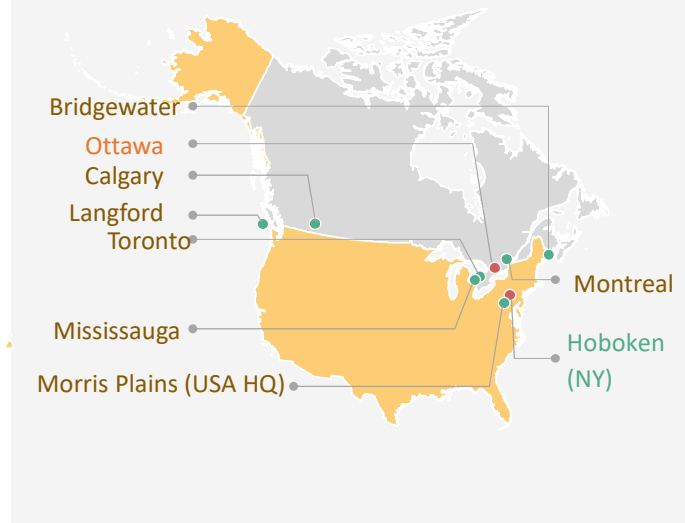 Bridgewater
Ottawa
Calgary
Langford
Toronto
Montreal
Mississauga
Hoboken
(NY)
Morris Plains (USA HQ)